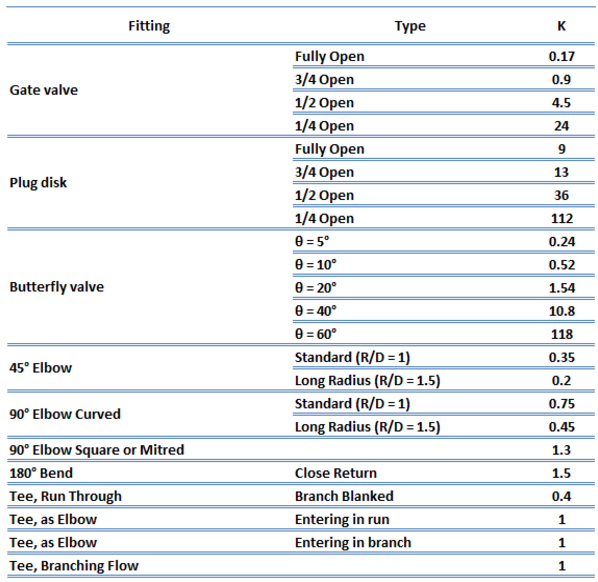 Fitting Type K
Fully Open 0.17
3/4 Open 0.9
Gate valve
1/2 Open 4.5
1/4 Open 24
Fully Open 9
3/4 Open 13
Plug disk
1/2 Open 36
1/4 Open 112
θ = 5° 0.24
θ = 10° 0.52
Butterfly valve θ = 20° 1.54
θ = 40° 10.8
θ = 60° 118
Standard (R/D = 1) 0.35
45° Elbow
Long Radius (R/D = 1.5) 0.2
Standard (R/D = 1) 0.75
90° Elbow Curved
Long Radius (R/D = 1.5) 0.45
90° Elbow Square or Mitred 1.3
180° Bend Close Return 1.5
Tee, Run Through Branch Blanked 0.4
Tee, as Elbow Entering in run 1
Tee, as Elbow Entering in branch 1
Tee, Branching Flow 1